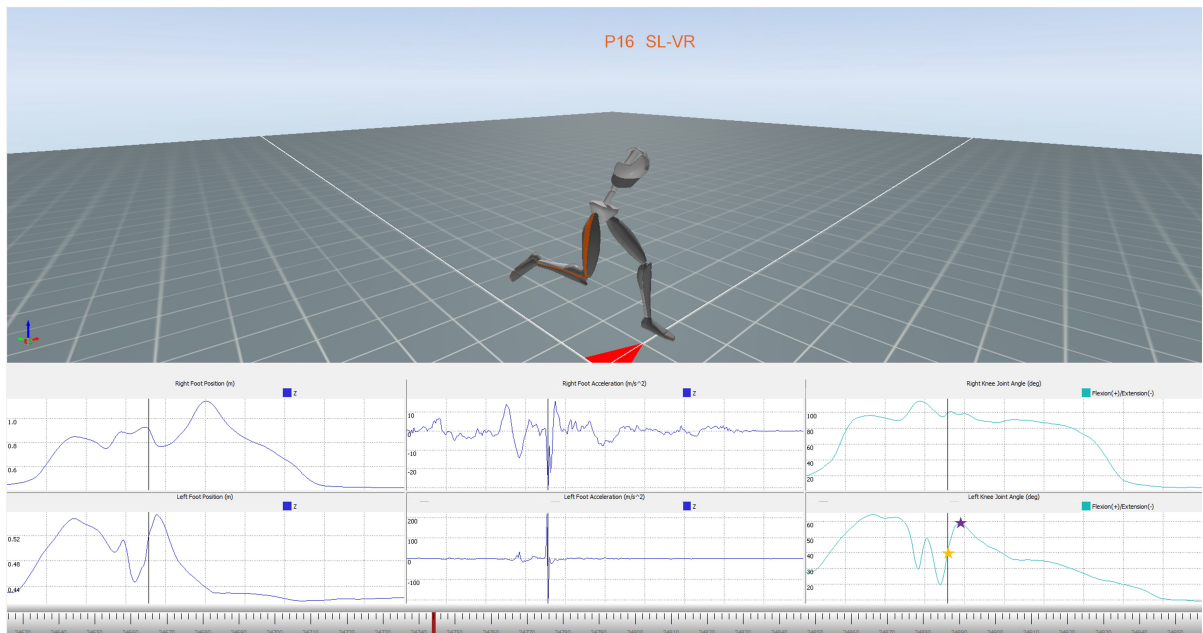 P16 SL-VR
Right Foot Position (m)
Z
1.0
0.8
0.6
Right Foot Acceleration (m/s^2)
Z
10
0
-10
-20
Right Knee Joint Angle (deg)
Flexion(+)/Extension(-)
100
80
60
40
20
Left Foot Position (m)
Z
0.52
0.48
0.44
Left Foot Acceleration (m/s^2)
Z
200
100
0
-100
Left Knee Joint Angle (deg)
Flexion(+)/Extension(-)
60
50
40
30
20